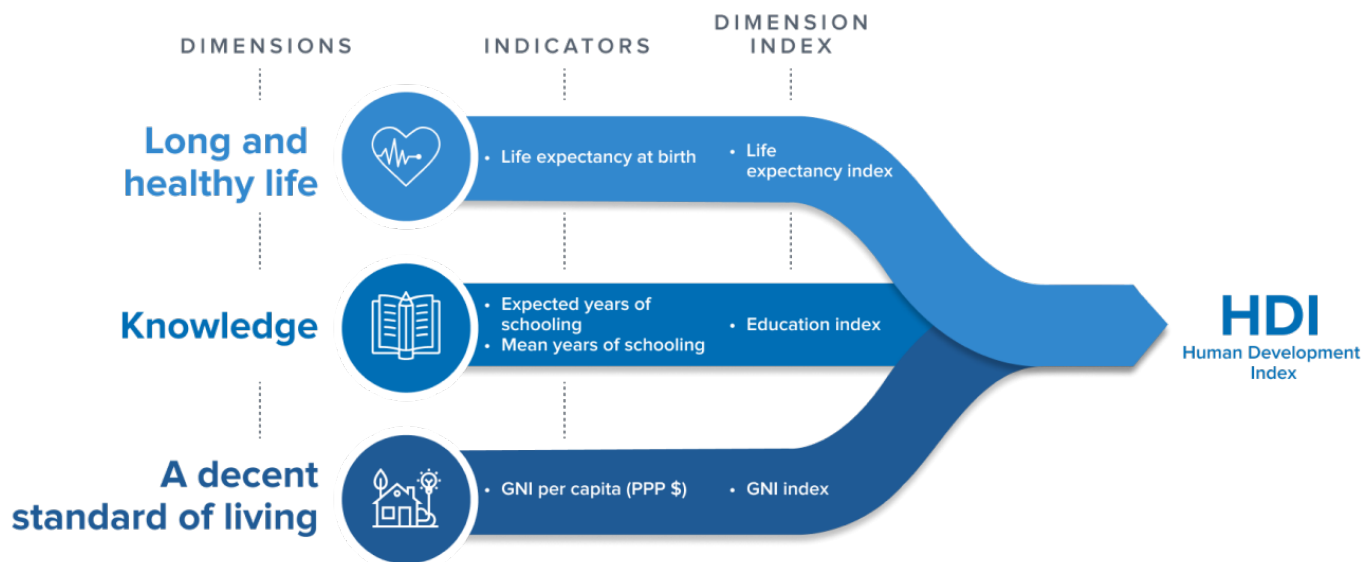 DIMENSIONS
INDICATORS
DIMENSION
INDEX
Long and
healthy life
• Life expectancy at birth
• Life
expectancy index
Knowledge
• Expected years of
schooling
• Mean years of schooling
• Education index
A decent
standard of living
• GNI per capita (PPP $)
• GNI index
HDI
Human Development
Index